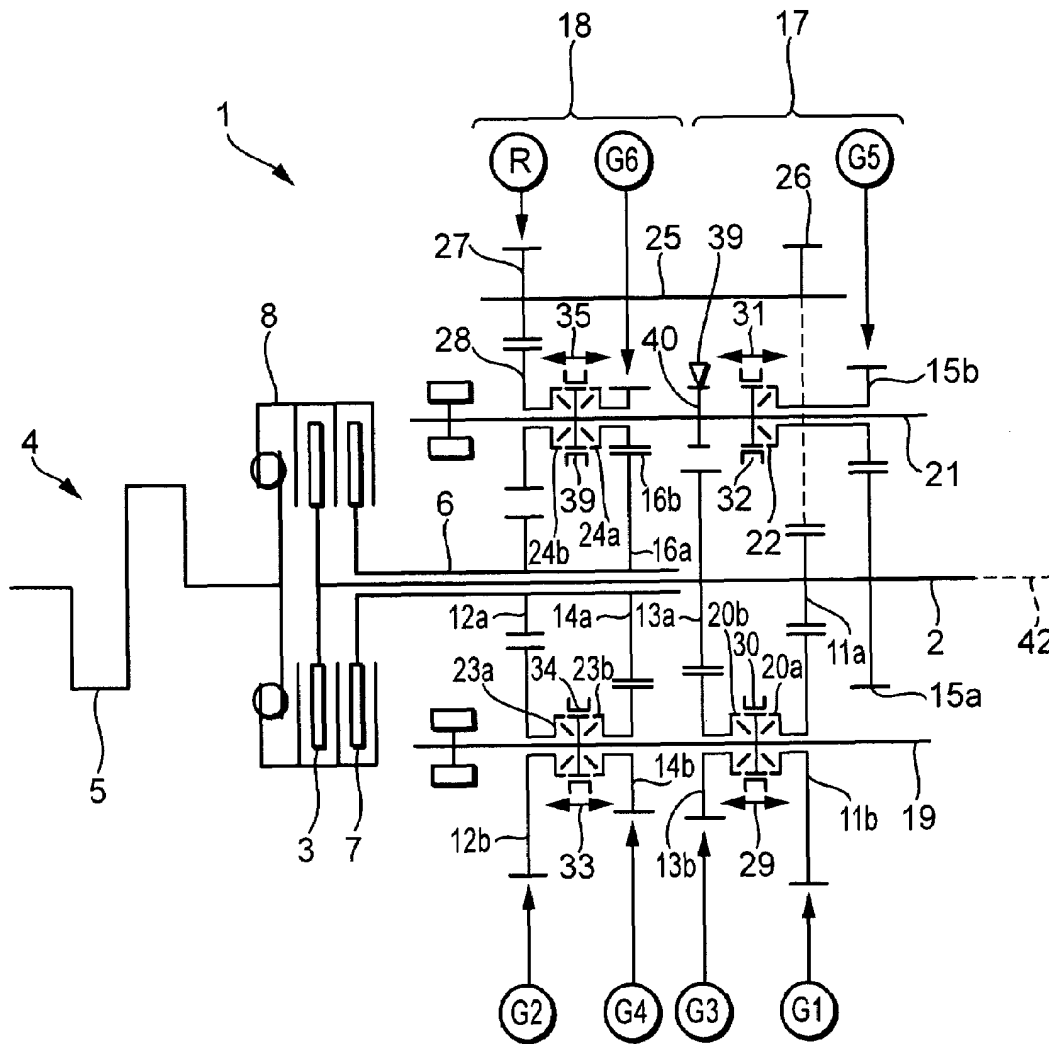 18 17
1
R G6 G5
26
27 25 39
8 28 35 40 31 15b
4
21
6 39 16b 32 22
24b 24a 16a
12a 14a 13a 20b 11a 2 42
30
23a 34 23b 20a 15a
5 3 7
12b 33 14b 13b 29 11b 19
G2 G4 G3 G1